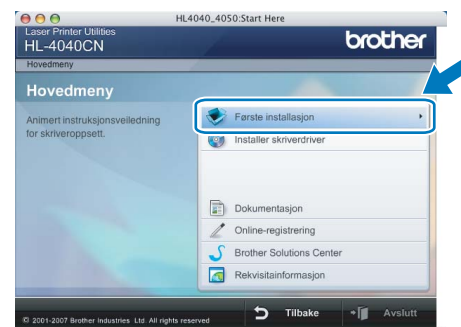 HL4040_4050:Start Here
Laser Printer Utilities
HL-4040CN
brother
Hovedmeny
Hovedmeny
Animert instruksjonsveiledning
for skriveroppsett.
Første installasjon
Installer skriverdriver
Dokumentasjon
Online-registrering
Brother Solutions Center
Rekvisitainformasjon
© 2001-2007 Brother Industries Ltd. All rights reserved
Tilbake
Avslutt